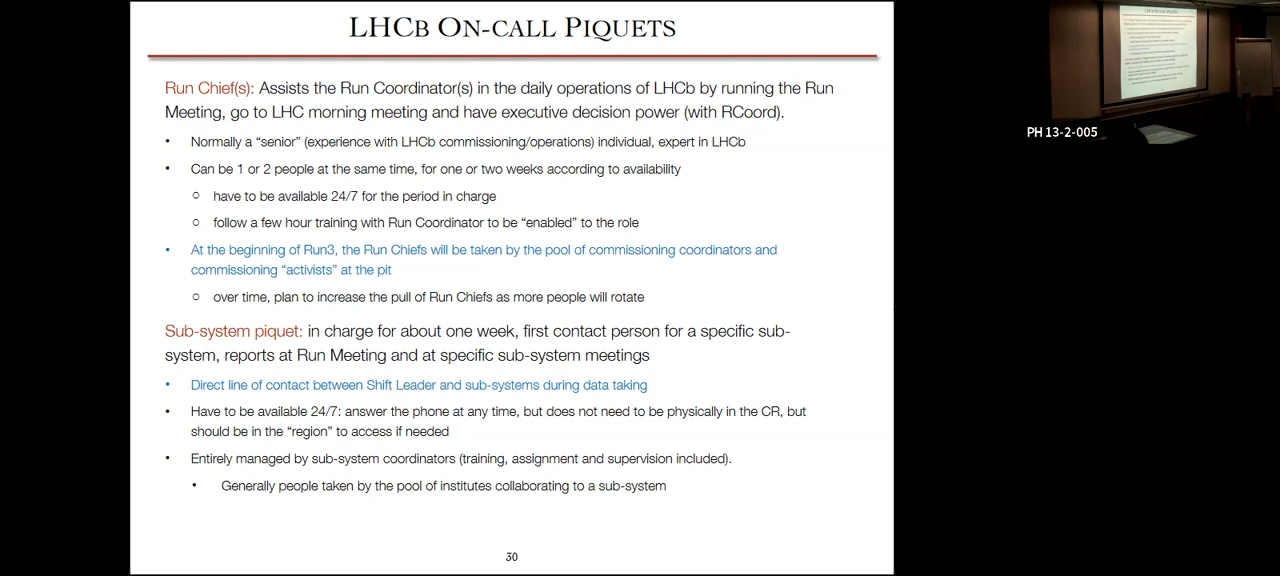 LHCb On-call Piquets
Run Chief(s): Assists the Run Coordinator(s) in the daily operations of LHCb by running the Run
Meeting, go to LHC morning meeting and have executive decision power (with RCoord).
• Normally a “senior” (experience with LHCb commissioning/operations) individual, expert in LHCb
• Can be 1 or 2 people at the same time, for one or two weeks according to availability
○ have to be available 24/7 for the period in charge
○ follow a few hour training with Run Coordinator to be “enabled” to the role
• At the beginning of Run3, the Run Chiefs will be taken by the pool of commissioning coordinators and
commissioning “activists” at the pit
○ over time, plan to increase the pull of Run Chiefs as more people will rotate
Sub-system piquet: in charge for about one week, first contact person for a specific sub-
system, reports at Run Meeting and at specific sub-system meetings
• Direct line of contact between Shift Leader and sub-systems during data taking
• Have to be available 24/7: answer the phone at any time, but does not need to be physically in the CR, but
should be in the “region” to access if needed
• Entirely managed by sub-system coordinators (training, assignment and supervision included).
• Generally people taken by the pool of institutes collaborating to a sub-system
30
PH 13-2-005